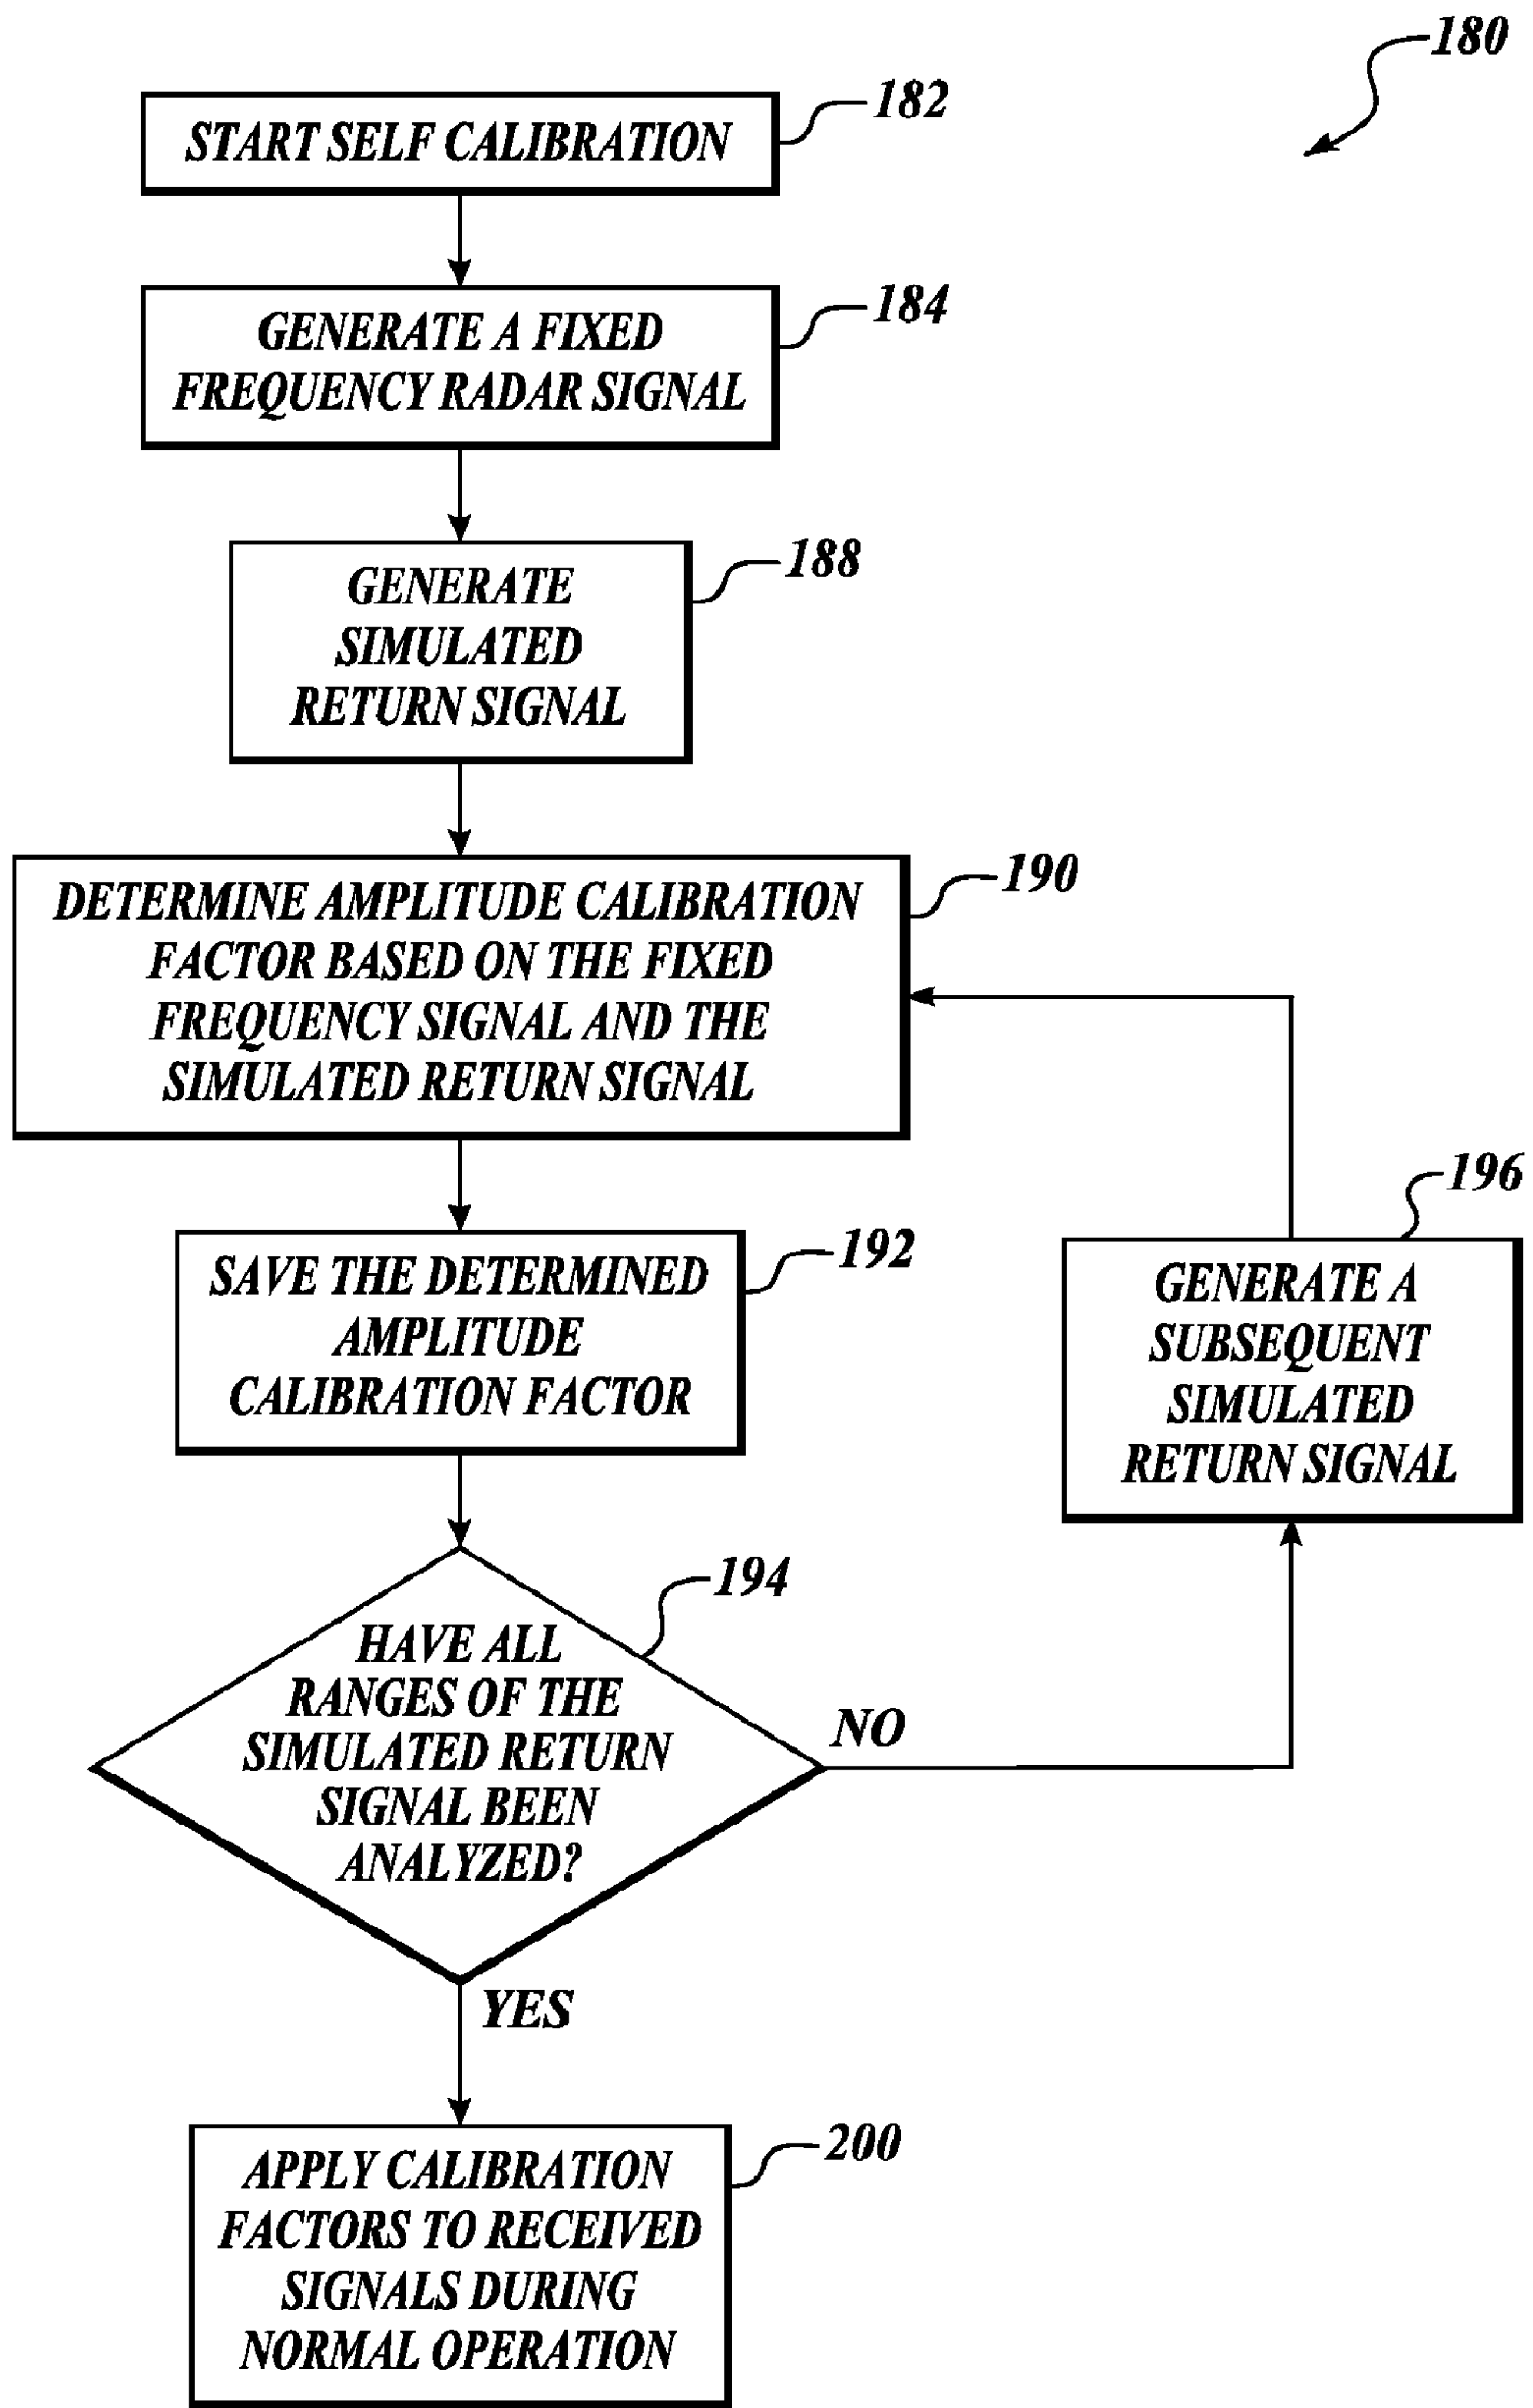 180
182
START SELF CALIBRATION
184
GENERATE A FIXED
FREQUENCY RADAR SIGNAL
188
GENERATE
SIMULATED
RETURN SIGNAL
190
DETERMINE AMPLITUDE CALIBRATION
FACTOR BASED ON THE FIXED
FREQUENCY SIGNAL AND THE
SIMULATED RETURN SIGNAL
192
SAVE THE DETERMINED
AMPLITUDE
CALIBRATION FACTOR
196
GENERATE A
SUBSEQUENT
SIMULATED
RETURN SIGNAL
194
HAVE ALL
RANGES OF THE
SIMULATED RETURN
SIGNAL BEEN
ANALYZED?
NO
YES
200
APPLY CALIBRATION
FACTORS TO RECEIVED
SIGNALS DURING
NORMAL OPERATION